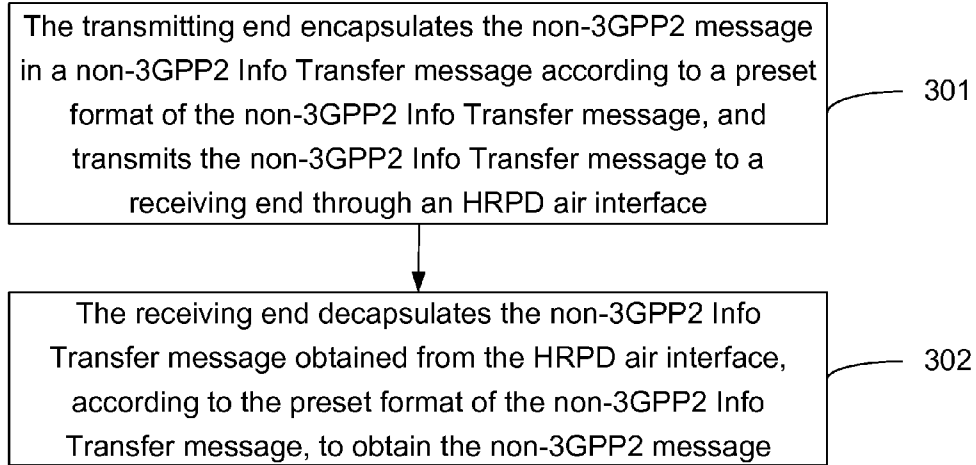 The transmitting end encapsulates the non-3GPP2 message
in a non-3GPP2 Info Transfer message according to a preset
format of the non-3GPP2 Info Transfer message, and
transmits the non-3GPP2 Info Transfer message to a
receiving end through an HRPD air interface
301
The receiving end decapsulates the non-3GPP2 Info
Transfer message obtained from the HRPD air interface,
according to the preset format of the non-3GPP2 Info
Transfer message, to obtain the non-3GPP2 message
302